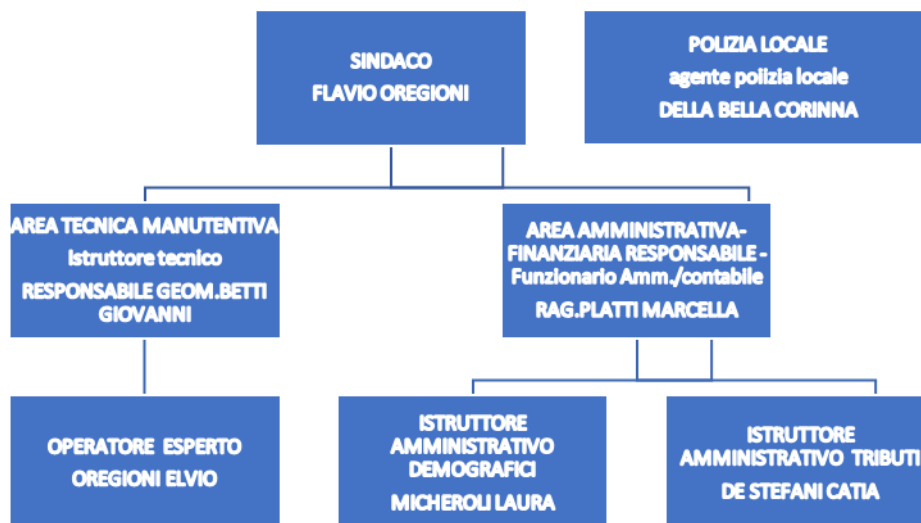 SINDACO
FLAVIO OREGIONI
POLIZIA LOCALE
agente polizia locale
DELLA BELLA CORINNA
AREA TECNICA MANUTENTIVA
Istruttore tecnico
RESPONSABILE GEOM.BETTI
GIOVANNI
AREA AMMINISTRATIVA-
FINANZIARIA RESPONSABILE -
Funzionario Amm./contabile
RAG.PLATTI MARCELLA
OPERATORE ESPERTO
OREGIONI ELVIO
ISTRUTTORE
AMMINISTRATIVO
DEMOGRAFICI
MICHEROLI LAURA
ISTRUTTORE
AMMINISTRATIVO TRIBUTI
DE STEFANI CATIA